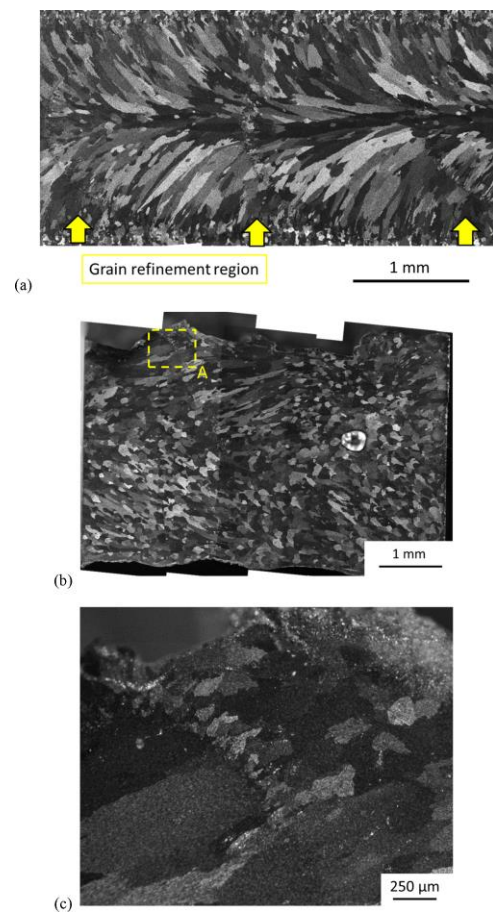 Grain refinement region
1 mm
(a)
A
1 mm
(b)
250 μm
(c)